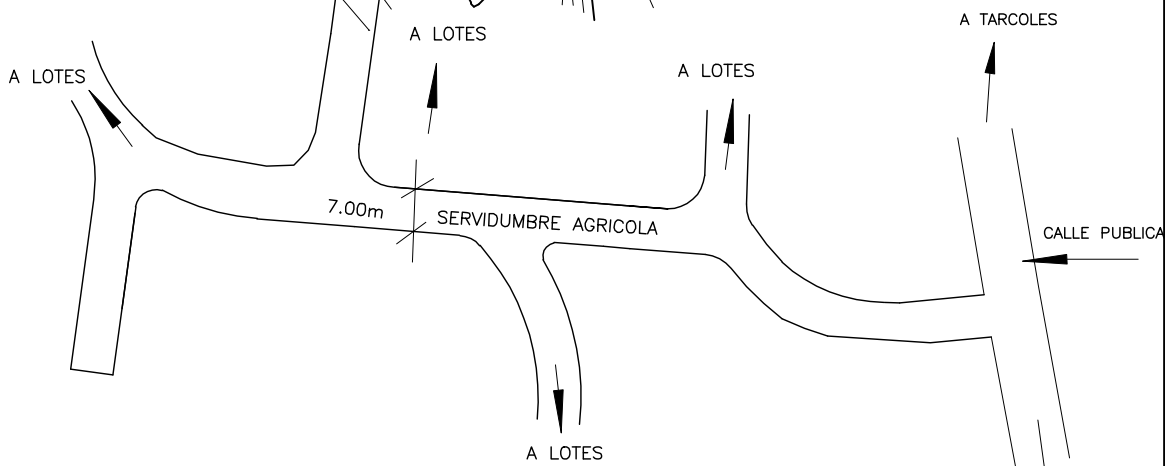 A TARCOLES
A LOTES
A LOTES
A LOTES
7.00m
SERVIDUMBRE AGRICOLA
CALLE PUBLICA
A LOTES